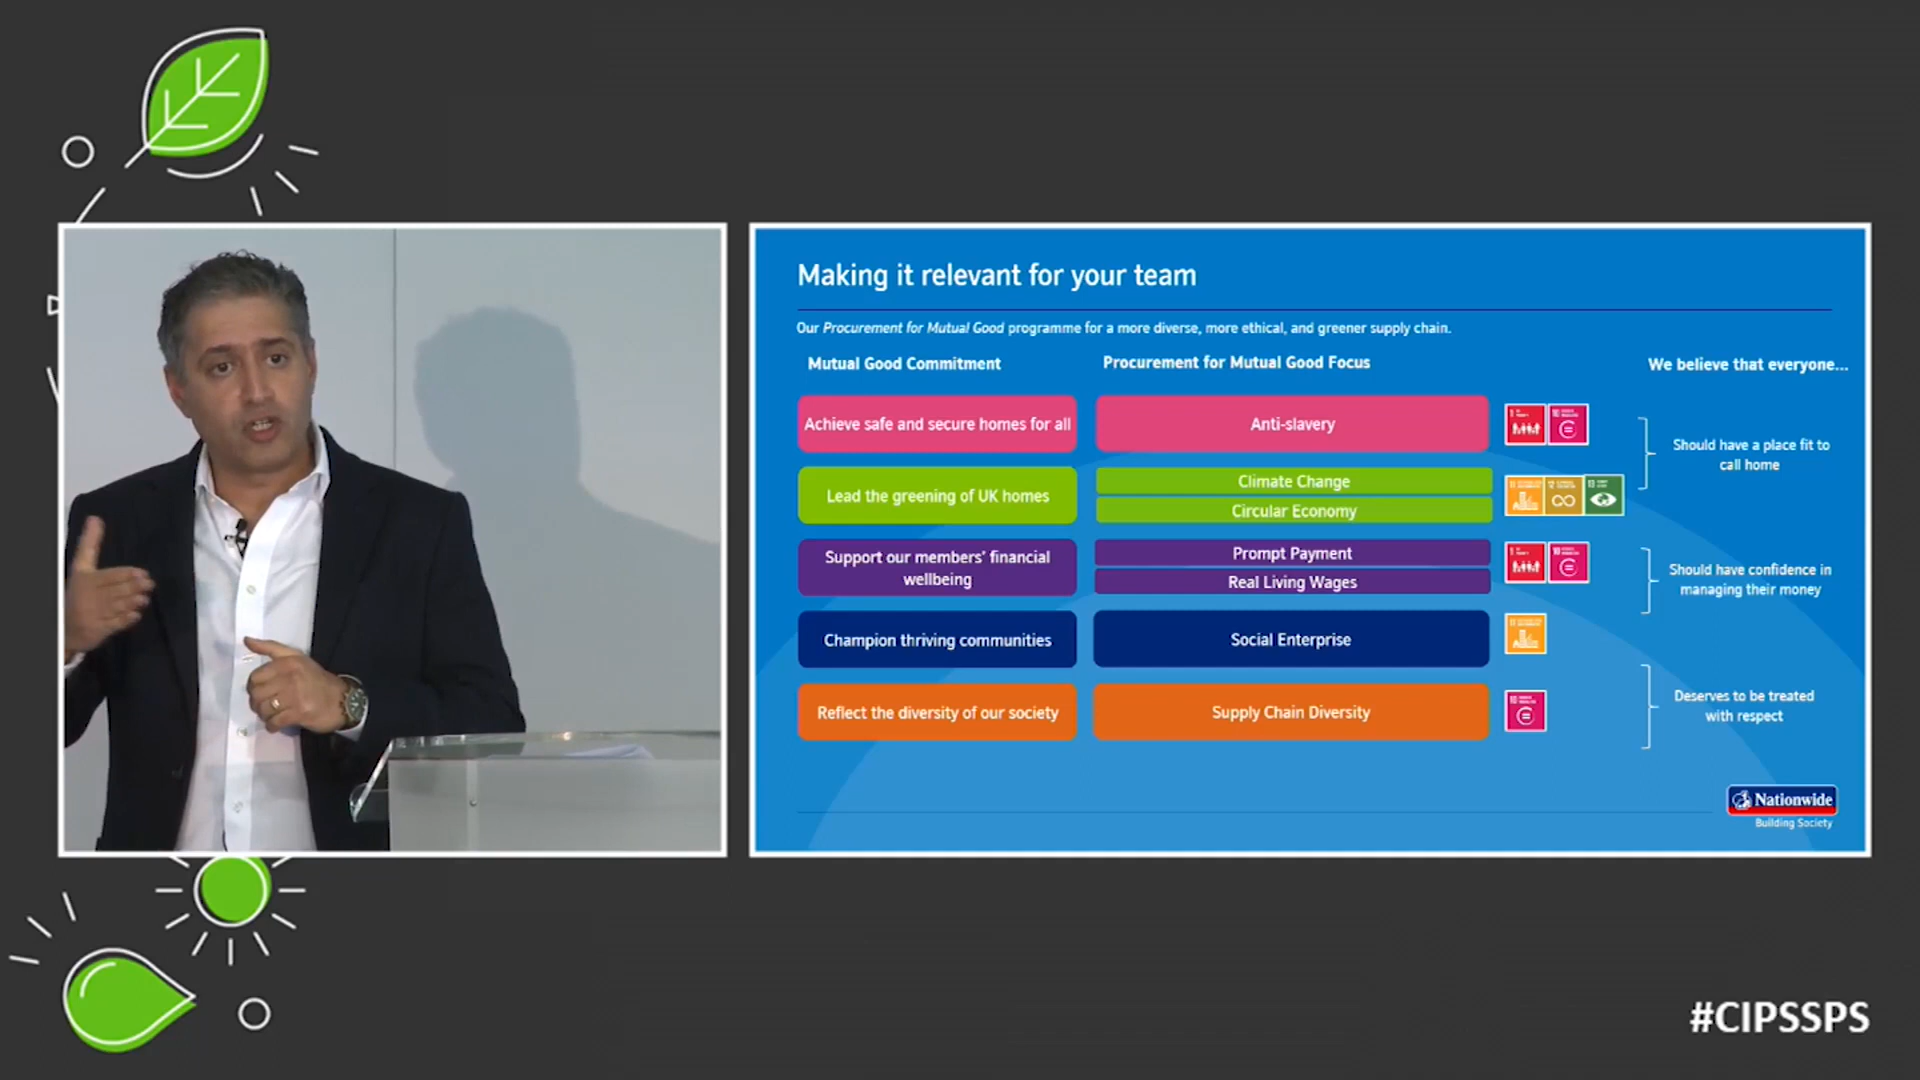 Making it relevant for your team
Our Procurement for Mutual Good programme for a more diverse, more ethical, and greener supply chain.
Mutual Good Commitment
Procurement for Mutual Good Focus
We believe that everyone...
Achieve safe and secure homes for all
Anti-slavery
Should have a place fit to
call home
Lead the greening of UK homes
Climate Change
Circular Economy
Support our members' financial
wellbeing
Prompt Payment
Real Living Wages
Should have confidence in
managing their money
Champion thriving communities
Social Enterprise
Reflect the diversity of our society
Supply Chain Diversity
Deserves to be treated
with respect
Nationwide
Building Society
#CIPSSPS